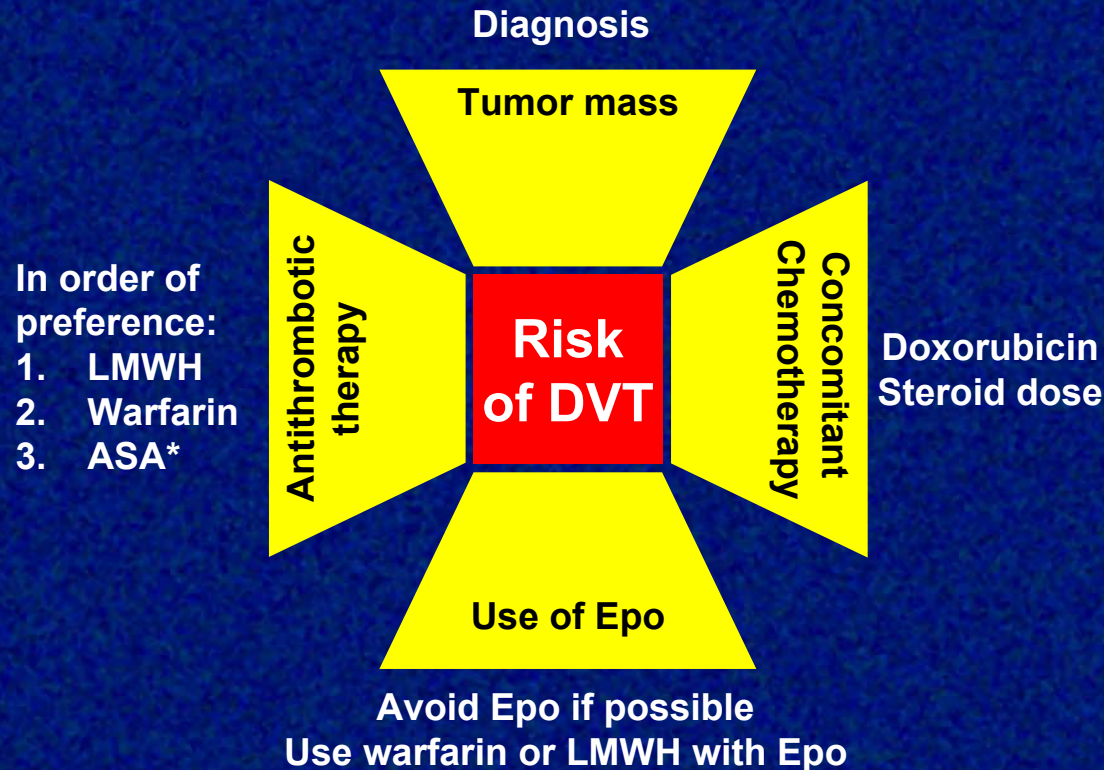 Diagnosis
Tumor mass
In order of
preference:
1. LMWH
2. Warfarin
3. ASA*
Antithrombotic
therapy
Risk
of DVT
Concomitant
Chemotherapy
Doxorubicin
Steroid dose
Use of Epo
Avoid Epo if possible
Use warfarin or LMWH with Epo